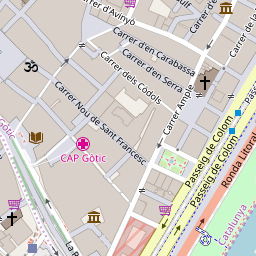 Carrer d'Avinyó
Carrer d'en Carabassa
Carrer d'en Serra
Carrer dels Còdols
Carrer Ample
Carrer Nou de Sant Francesc
CAP Gòtic
Passeig de Colom
Passeig de Colom
Ronda Litoral
Catalunya